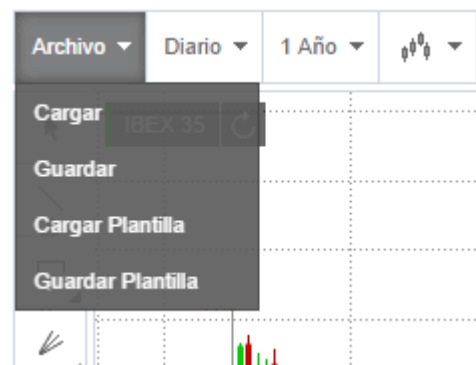 Archivo
Diario
1 Año
IBEX 35
Cargar
Guardar
Cargar Plantilla
Guardar Plantilla